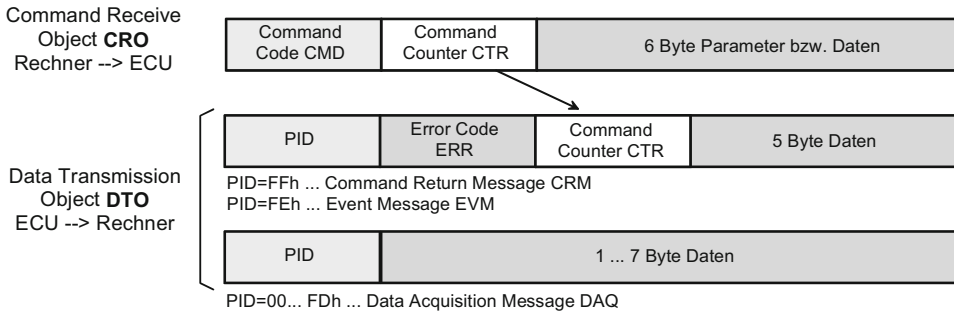 Command Receive
Object CRO
Rechner --> ECU
Command
Code CMD
Command
Counter CTR
6 Byte Parameter bzw. Daten
Data Transmission
Object DTO
ECU --> Rechner
PID
Error Code
ERR
Command
Counter CTR
5 Byte Daten
PID=FFh ... Command Return Message CRM
PID=FEh ... Event Message EVM
PID
1 ... 7 Byte Daten
PID=00... FDh ... Data Acquisition Message DAQ